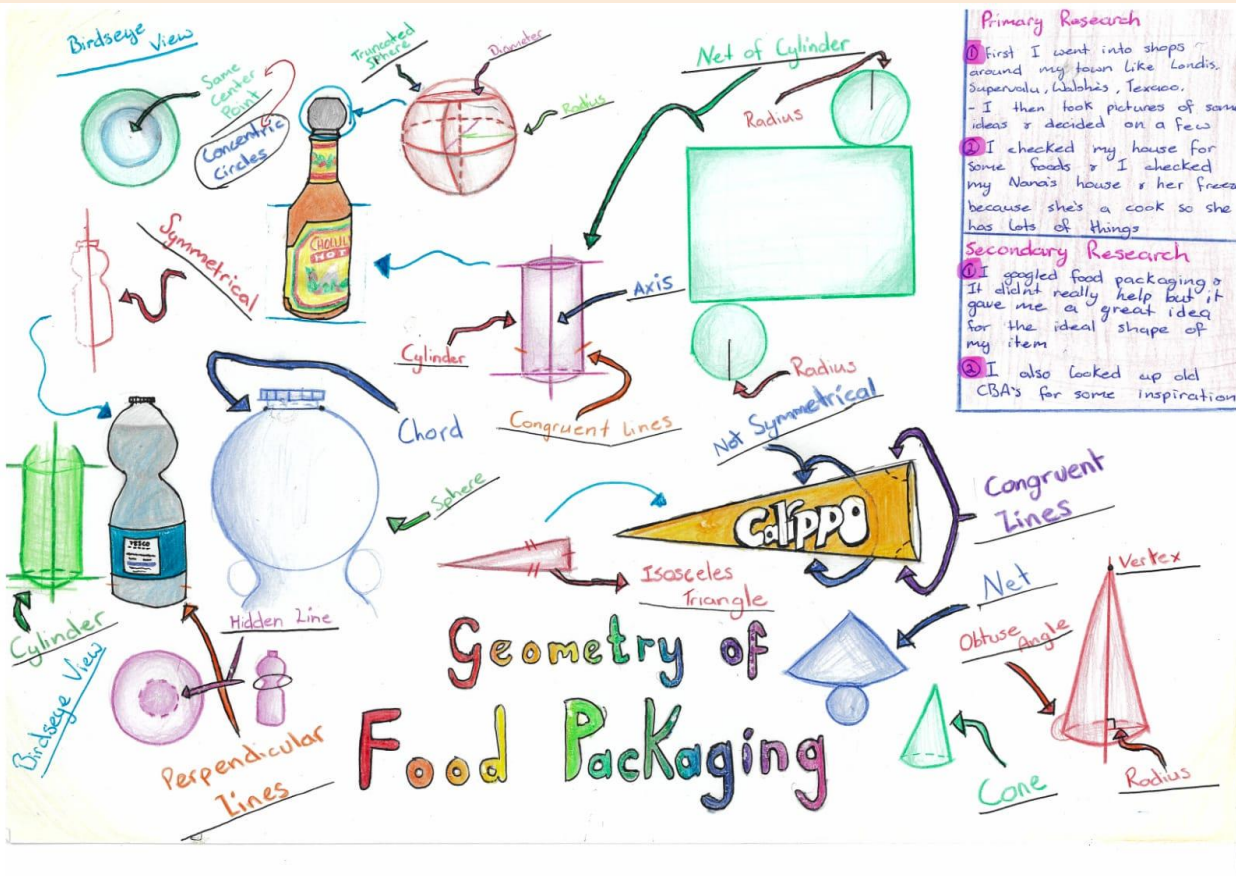 Birdseye
View
Same
Center
Point
Concentric
Circles
Truncated
Sphere
Diameter
Radius
CHOLULA
HOT
Symmetrical
Net of Cylinder
Radius
Axis
Cylinder
Congruent Lines
Radius
Primary Research
① First I went into shops
around my town like Londis,
Supervalu, Walshes, Texaco.
- I then took pictures of some
ideas & decided on a few
② I checked my house for
some foods & I checked
my Nana's house & her
because she's a cook so she
has lots of things
Secondary Research
① I googled food packaging &
It didnt really help but it
gave me a great idea
for the ideal shape of
my item
② I also looked up old
CBA's for some inspiration
Chord
Sphere
TESCO
Cylinder
Birdseye View
Hidden Line
Perpendicular
Lines
Not Symmetrical
Calippo
Congruent
Lines
Isosceles
Triangle
Net
Vertex
Obtuse
Angle
Cone
Radius
Geometry of
Food Packaging